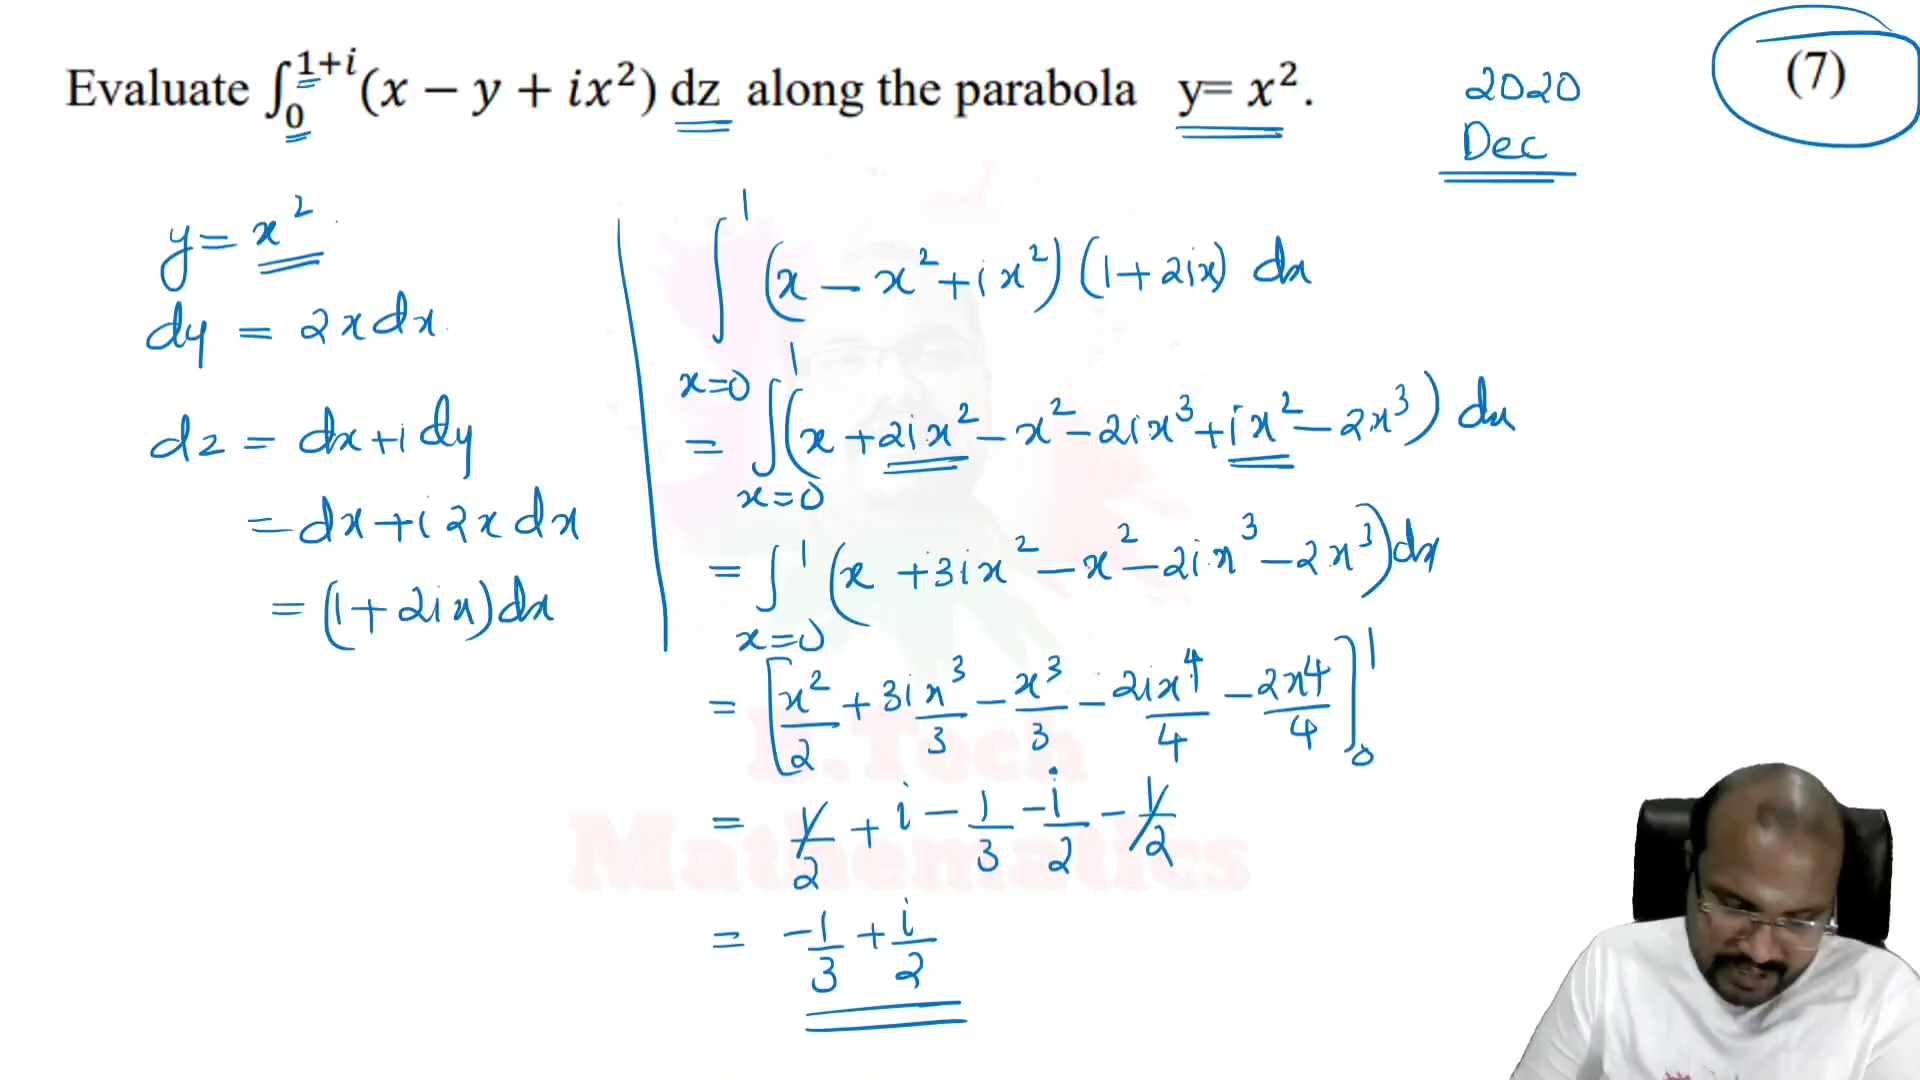 Evaluate ∫₀¹⁺ⁱ(x − y + ix²) dz along the parabola y= x². (7)
2020
Dec
y = x²
dy = 2x dx
dz = dx + i dy
= dx + i 2x dx
= (1 + 2ix) dx
∫_{x=0}^{1} (x − x² + ix²) (1 + 2ix) dx
= ∫_{x=0}^{1} (x + 2ix² − x² − 2ix³ + ix² − 2x³) dx
= ∫_{x=0}^{1} (x + 3ix² − x² − 2ix³ − 2x³) dx
= [x²/2 + 3i x³/3 − x³/3 − 2ix⁴/4 − 2x⁴/4]₀¹
= 1/2 + i − 1/3 − i/2 − 1/2
= −1/3 + i/2
B.Tech
Mathematics